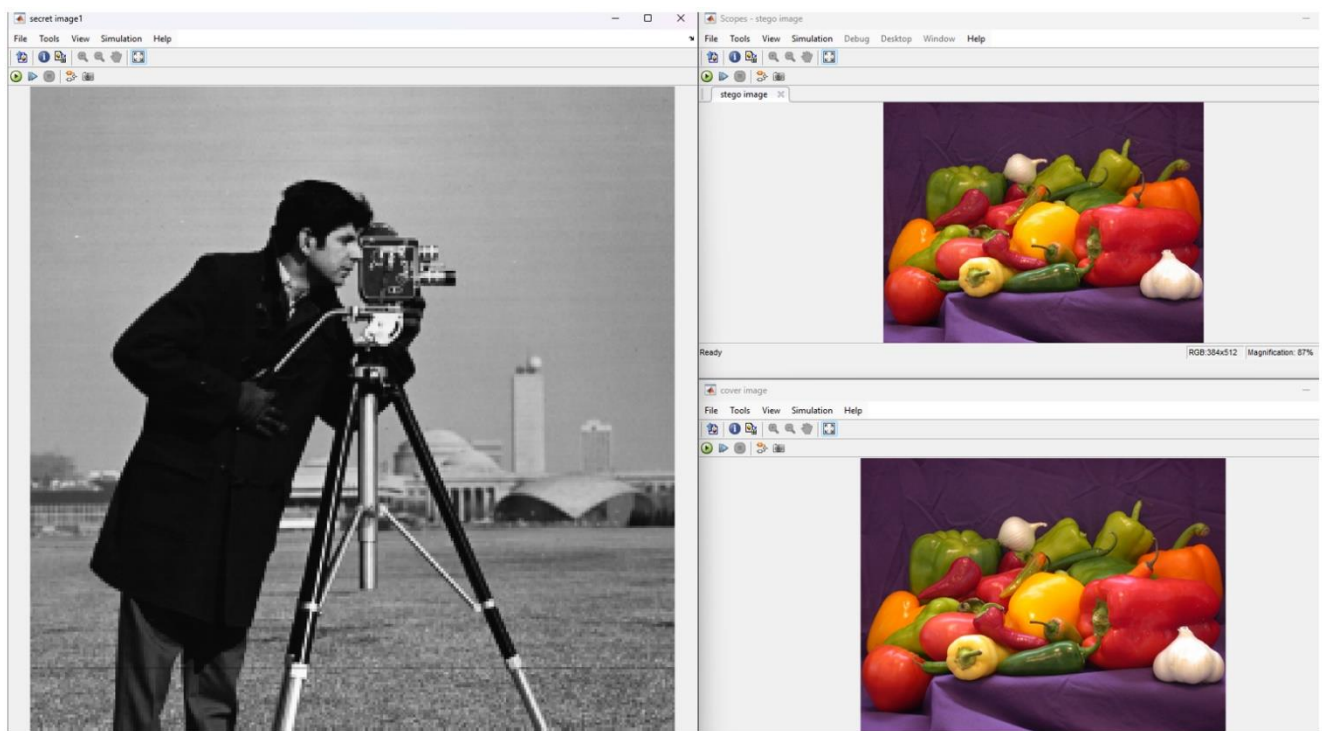 secret image1
File Tools View Simulation Help
Scopes - stego image
File Tools View Simulation Debug Desktop Window Help
stego image
Ready RGB:384x512 Magnification: 87%
cover image
File Tools View Simulation Help